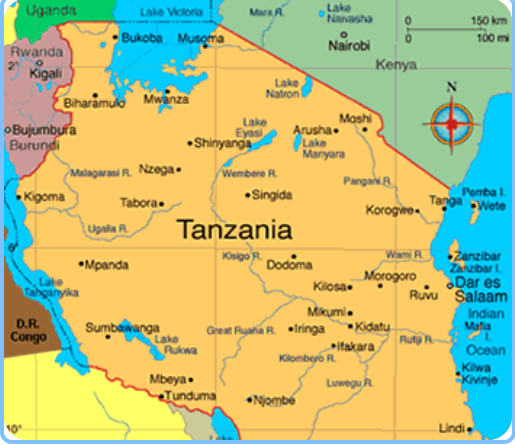 Uganda
Lake Victoria
Mara R.
Lake
Naivasha
0 150 km
0 100 mi
Bukoba
Musoma
Nairobi
Rwanda
Kigali
2°
Kenya
Biharamulo
Mwanza
Lake
Natron
N
Bujumbura
Burundi
Shinyanga
Lake
Eyasi
Arusha
Moshi
Lake
Manyara
Malagarasi R.
Nzega
Wembere R.
Pangani R.
Kigoma
Tabora
Singida
Korogwe
Tanga
Pemba I.
Wete
Ugalla R.
Tanzania
6°
Mpanda
Kisigo R.
Dodoma
Wami R.
Zanzibar
Zanzibar I.
Lake
Tanganyika
Kilosa
Morogoro
Ruvu
Dar es
Salaam
D.R.
Congo
Sumbawanga
Lake
Rukwa
Great Ruaha R.
Iringa
Mikumi
Kidatu
Indian
Mafia
I.
Ocean
Ifakara
Rufiji R.
Kilombero R.
Luwegu R.
Kilwa
Kivinje
Mbeya
Tunduma
Njombe
Lindi
10°
Lake